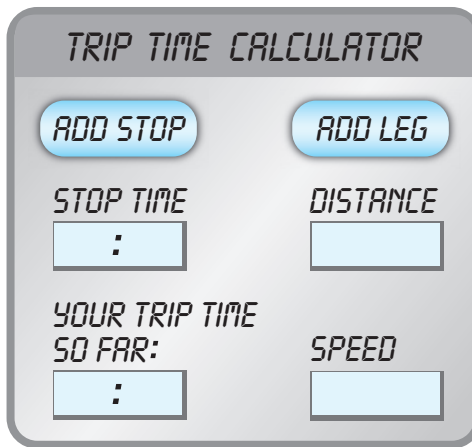 TRIP TIME CALCULATOR
ADD STOP
ADD LEG
STOP TIME
DISTANCE
:
YOUR TRIP TIME
SO FAR:
SPEED
: